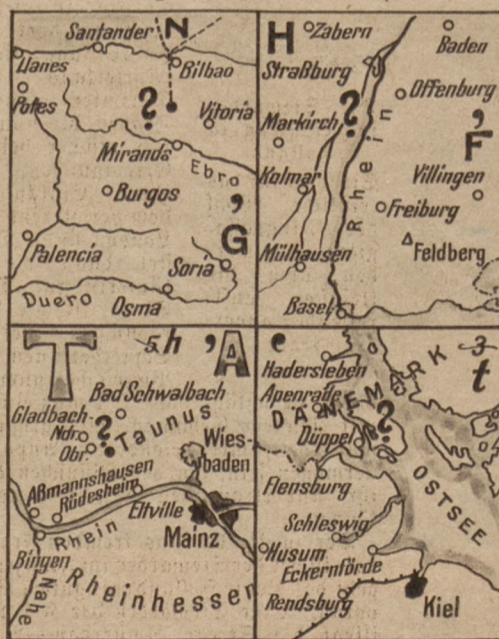 Santander N
Llanes
Bilbao
Potes
?
Vitoria
Miranda
Ebro
Burgos
,
G
Palencia
Soria
Duero
Osma
H Zabern
Baden
Straßburg
Offenburg
?
Markirch
,
F
Rhein
Kolmar
Villingen
Freiburg
Feldberg
Mülhausen
Basel
T 5h 'A
Bad Schwalbach
Gladbach
Ndr.
?
Obr.
Taunus
Wies-
baden
Aßmannshausen
Rüdesheim
Eltville
Rhein
Mainz
Bingen
Nahe
Rheinhessen
' 3
t
Hadersleben
Apenrade
DÄNEMARK
?
Düppel
OSTSEE
Flensburg
Schleswig
Husum
Eckernförde
Rendsburg
Kiel